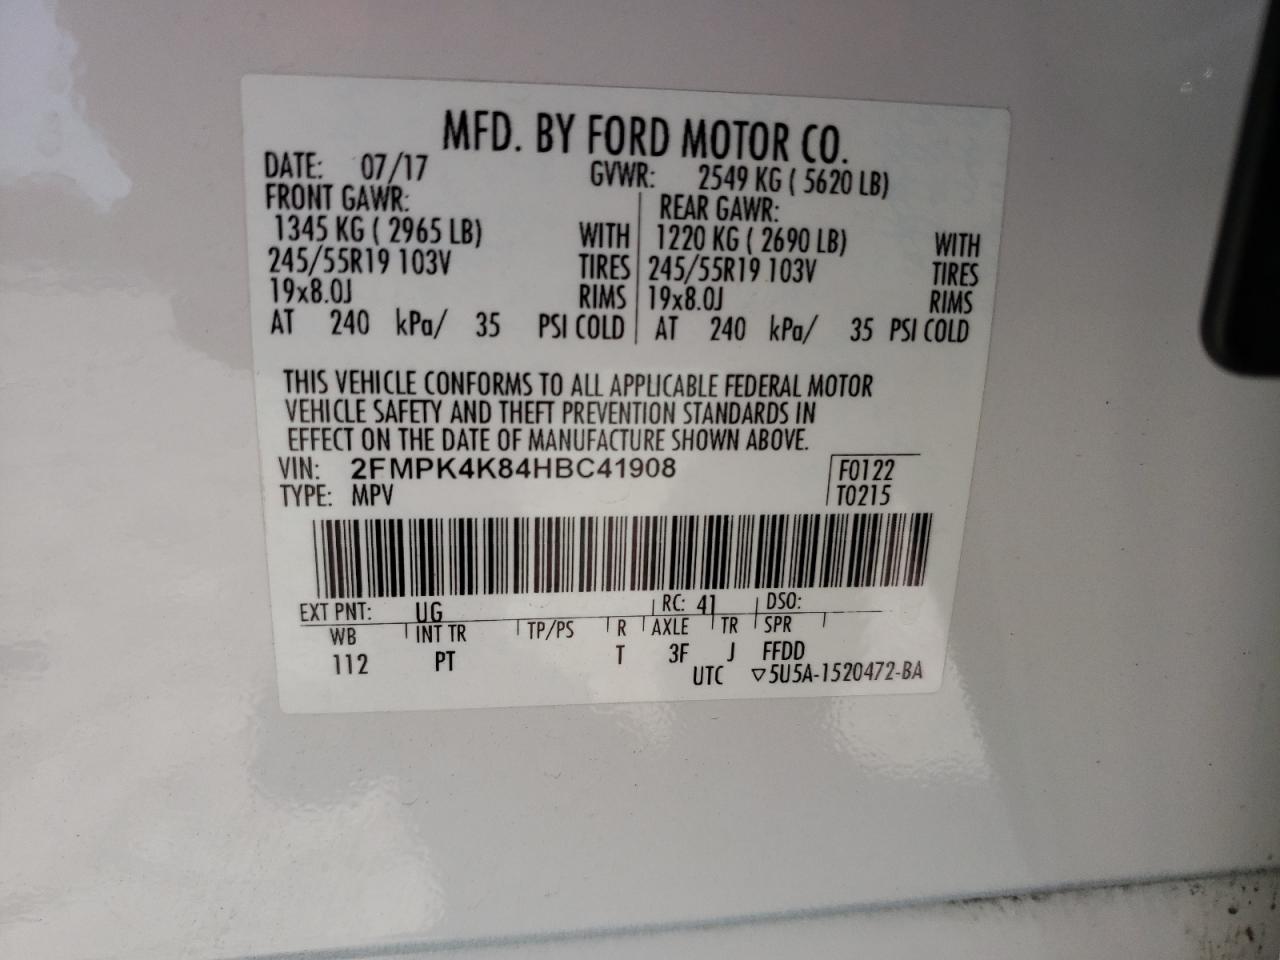 MFD. BY FORD MOTOR CO.
DATE: 07/17 GVWR: 2549 KG ( 5620 LB)
FRONT GAWR: REAR GAWR:
1345 KG ( 2965 LB) WITH 1220 KG ( 2690 LB) WITH
245/55R19 103V TIRES 245/55R19 103V TIRES
19x8.0J RIMS 19x8.0J RIMS
AT 240 kPa/ 35 PSI COLD AT 240 kPa/ 35 PSI COLD
THIS VEHICLE CONFORMS TO ALL APPLICABLE FEDERAL MOTOR
VEHICLE SAFETY AND THEFT PREVENTION STANDARDS IN
EFFECT ON THE DATE OF MANUFACTURE SHOWN ABOVE.
VIN: 2FMPK4K84HBC41908 F0122
TYPE: MPV T0215
EXT PNT: UG RC: 41 DSO:
WB INT TR TP/PS R AXLE TR SPR
112 PT T 3F J FFDD
UTC ▽5U5A-1520472-BA